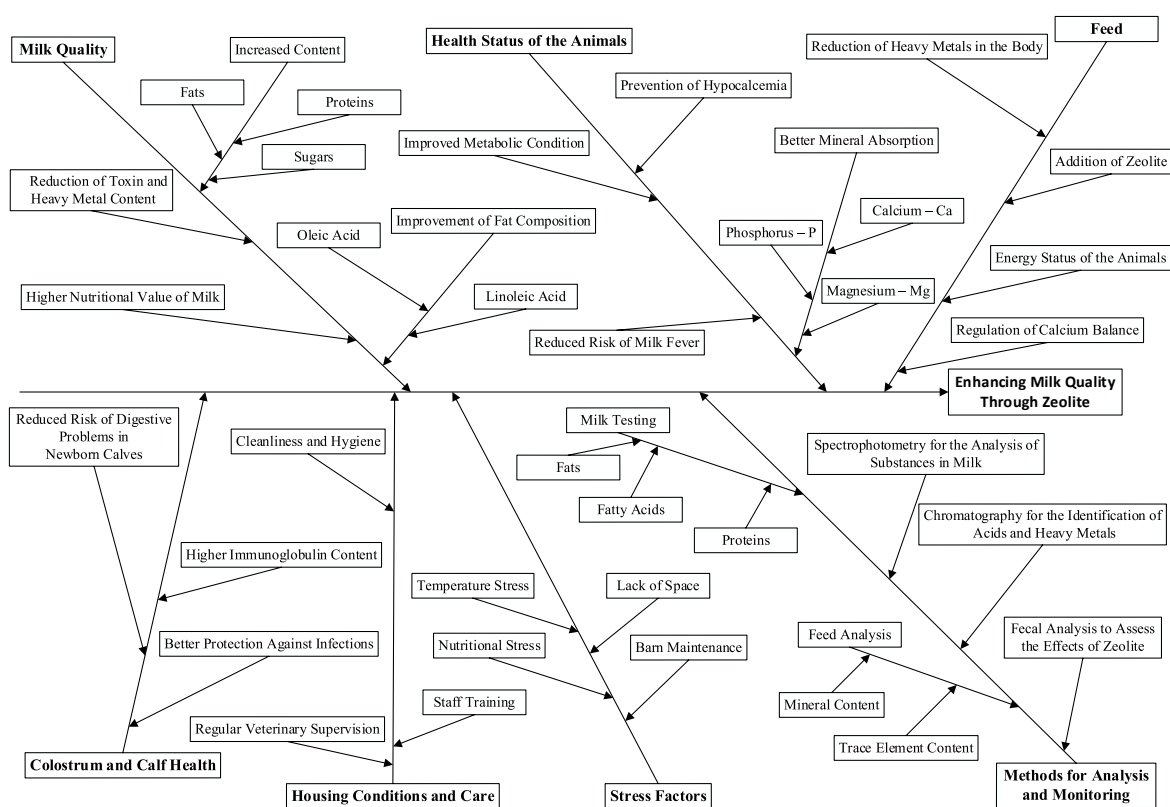 Milk Quality
Increased Content
Fats
Proteins
Sugars
Reduction of Toxin and
Heavy Metal Content
Improvement of Fat Composition
Oleic Acid
Linoleic Acid
Higher Nutritional Value of Milk
Health Status of the Animals
Prevention of Hypocalcemia
Improved Metabolic Condition
Better Mineral Absorption
Calcium – Ca
Phosphorus – P
Magnesium – Mg
Reduced Risk of Milk Fever
Feed
Reduction of Heavy Metals in the Body
Addition of Zeolite
Energy Status of the Animals
Regulation of Calcium Balance
Enhancing Milk Quality
Through Zeolite
Reduced Risk of Digestive
Problems in
Newborn Calves
Higher Immunoglobulin Content
Better Protection Against Infections
Colostrum and Calf Health
Cleanliness and Hygiene
Staff Training
Regular Veterinary Supervision
Housing Conditions and Care
Temperature Stress
Lack of Space
Nutritional Stress
Barn Maintenance
Stress Factors
Milk Testing
Fats
Fatty Acids
Proteins
Spectrophotometry for the Analysis of
Substances in Milk
Chromatography for the Identification of
Acids and Heavy Metals
Feed Analysis
Mineral Content
Trace Element Content
Fecal Analysis to Assess
the Effects of Zeolite
Methods for Analysis
and Monitoring